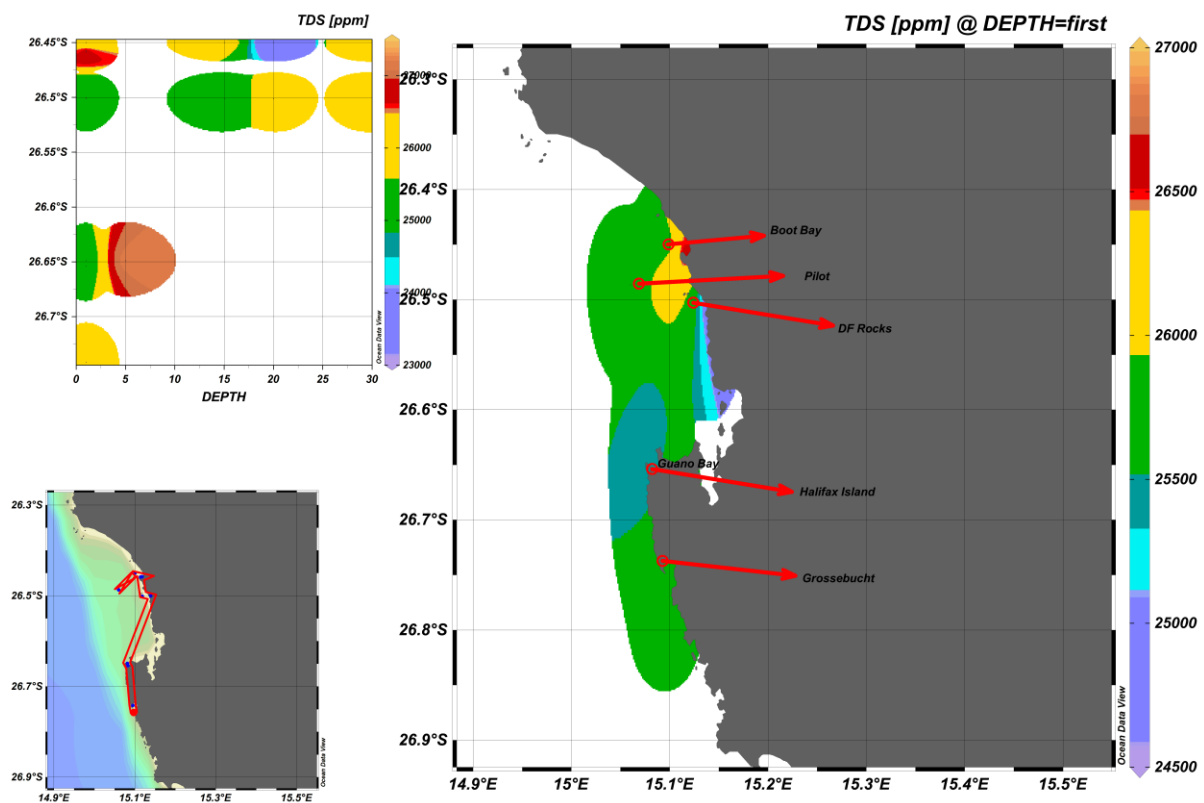 TDS [ppm]
26.45°S
26.5°S
26.55°S
26.6°S
26.65°S
26.7°S
0
5
10
15
20
25
30
DEPTH
27000
26000
25000
24000
23000
Ocean Data View
TDS [ppm] @ DEPTH=first
26.3°S
26.4°S
26.5°S
26.6°S
26.7°S
26.8°S
26.9°S
Boot Bay
Pilot
DF Rocks
Guano Bay
Halifax Island
Grossebucht
14.9°E
15°E
15.1°E
15.2°E
15.3°E
15.4°E
15.5°E
Ocean Data View
27000
26500
26000
25500
25000
24500
26.3°S
26.5°S
26.7°S
26.9°S
14.9°E
15.1°E
15.3°E
15.5°E
Ocean Data View